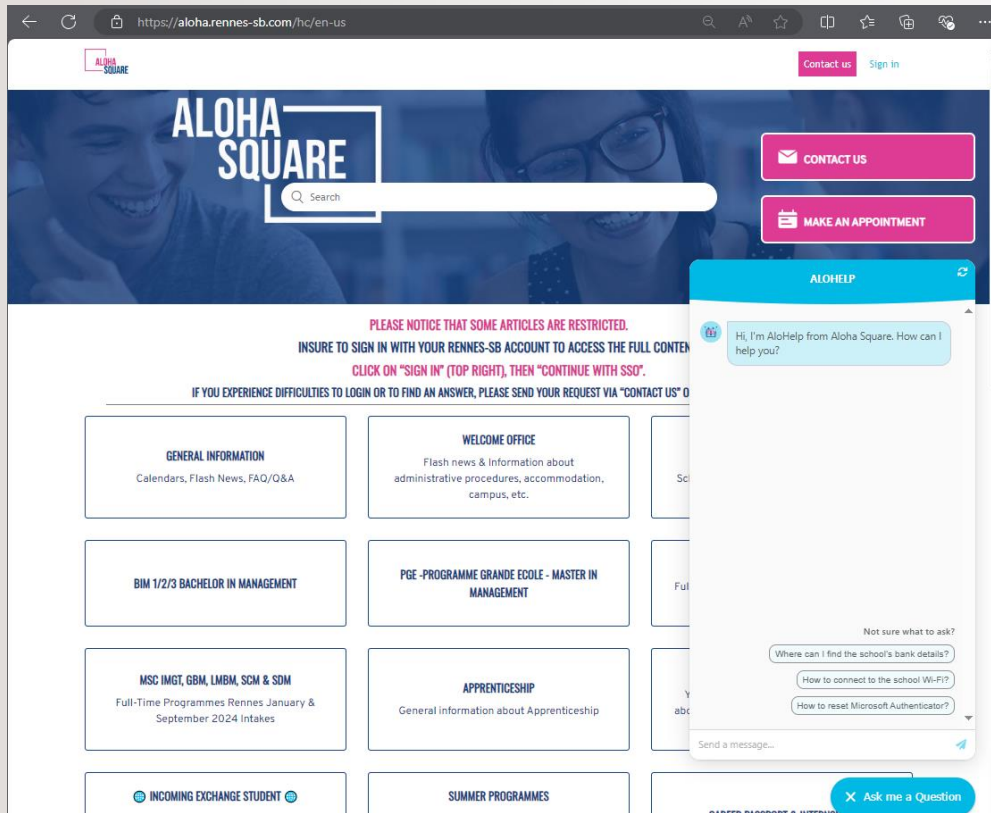 https://aloha.rennes-sb.com/hc/en-us
ALOHA
SQUARE
Contact us
Sign in
ALOHA
SQUARE
Search
CONTACT US
MAKE AN APPOINTMENT
PLEASE NOTICE THAT SOME ARTICLES ARE RESTRICTED.
INSURE TO SIGN IN WITH YOUR RENNES-SB ACCOUNT TO ACCESS THE FULL CONTEN
CLICK ON "SIGN IN" (TOP RIGHT), THEN "CONTINUE WITH SSO".
IF YOU EXPERIENCE DIFFICULTIES TO LOGIN OR TO FIND AN ANSWER, PLEASE SEND YOUR REQUEST VIA "CONTACT US" O
GENERAL INFORMATION
Calendars, Flash News, FAQ/Q&A
WELCOME OFFICE
Flash news & Information about
administrative procedures, accommodation,
campus, etc.
Sc
BIM 1/2/3 BACHELOR IN MANAGEMENT
PGE -PROGRAMME GRANDE ECOLE - MASTER IN
MANAGEMENT
Ful
MSC IMGT, GBM, LMBM, SCM & SDM
Full-Time Programmes Rennes January &
September 2024 Intakes
APPRENTICESHIP
General information about Apprenticeship
Y
abo
INCOMING EXCHANGE STUDENT
SUMMER PROGRAMMES
ALOHELP
Hi, I'm AloHelp from Aloha Square. How can I
help you?
Not sure what to ask?
Where can I find the school's bank details?
How to connect to the school Wi-Fi?
How to reset Microsoft Authenticator?
Send a message...
Ask me a Question